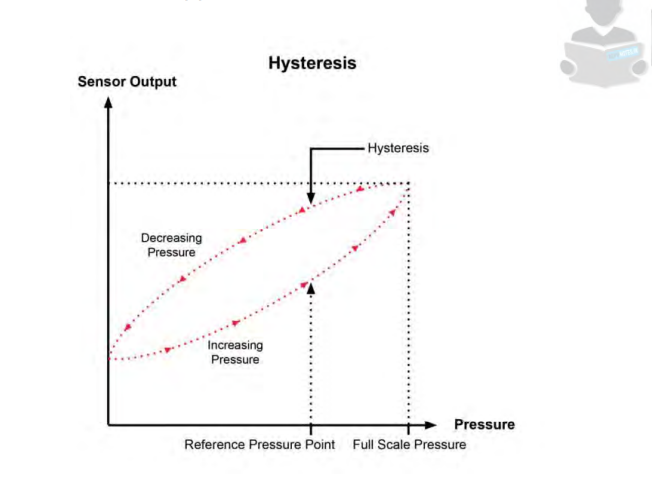 Hysteresis
Sensor Output
Hysteresis
Decreasing
Pressure
Increasing
Pressure
Pressure
Reference Pressure Point
Full Scale Pressure